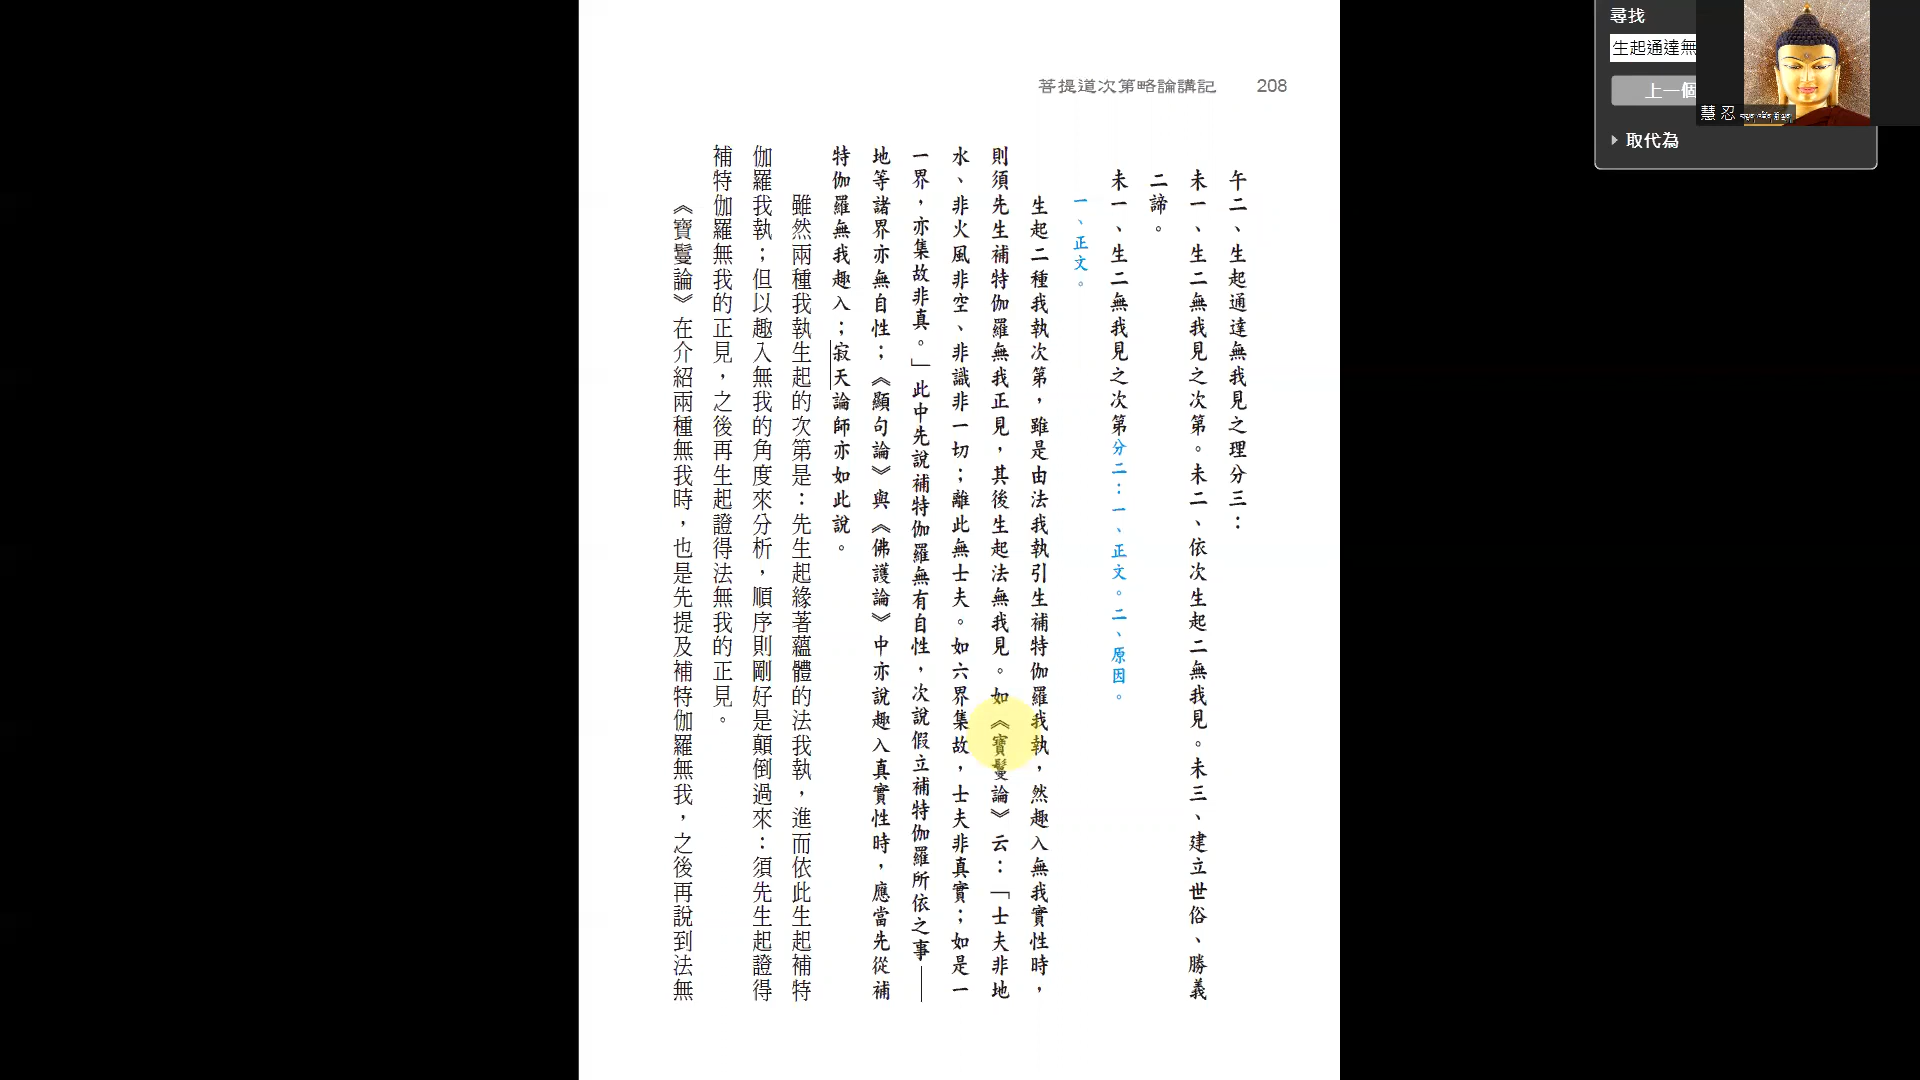 菩提道次第略論講記 208
午二、生起通達無我見之理分三：
未一、生二無我見之次第。未二、依次生起二無我見。未三、建立世俗、勝義
二諦。
未一、生二無我見之次第分二：一、正文。二、原因。
一、正文。
生起二種我執次第，雖是由法我執引生補特伽羅我執，然趣入無我實性時，
則須先生補特伽羅無我正見，其後生起法無我見。如《寶鬘論》云：「士夫非地
水、非火風非空、非識非一切；離此無士夫。如六界集故，士夫非真實；如是一
一界，亦集故非真。」此中先說補特伽羅無有自性，次說假立補特伽羅所依之事——
地等諸界亦無自性；《顯句論》與《佛護論》中亦說趣入真實性時，應當先從補
特伽羅無我趣入；寂天論師亦如此說。
雖然兩種我執生起的次第是：先生起緣著蘊體的法我執，進而依此生起補特
伽羅我執；但以趣入無我的角度來分析，順序則剛好是顛倒過來：須先生起證得
補特伽羅無我的正見，之後再生起證得法無我的正見。
《寶鬘論》在介紹兩種無我時，也是先提及補特伽羅無我，之後再說到法無
尋找
生起通達無
上一個
取代為
慧 忍